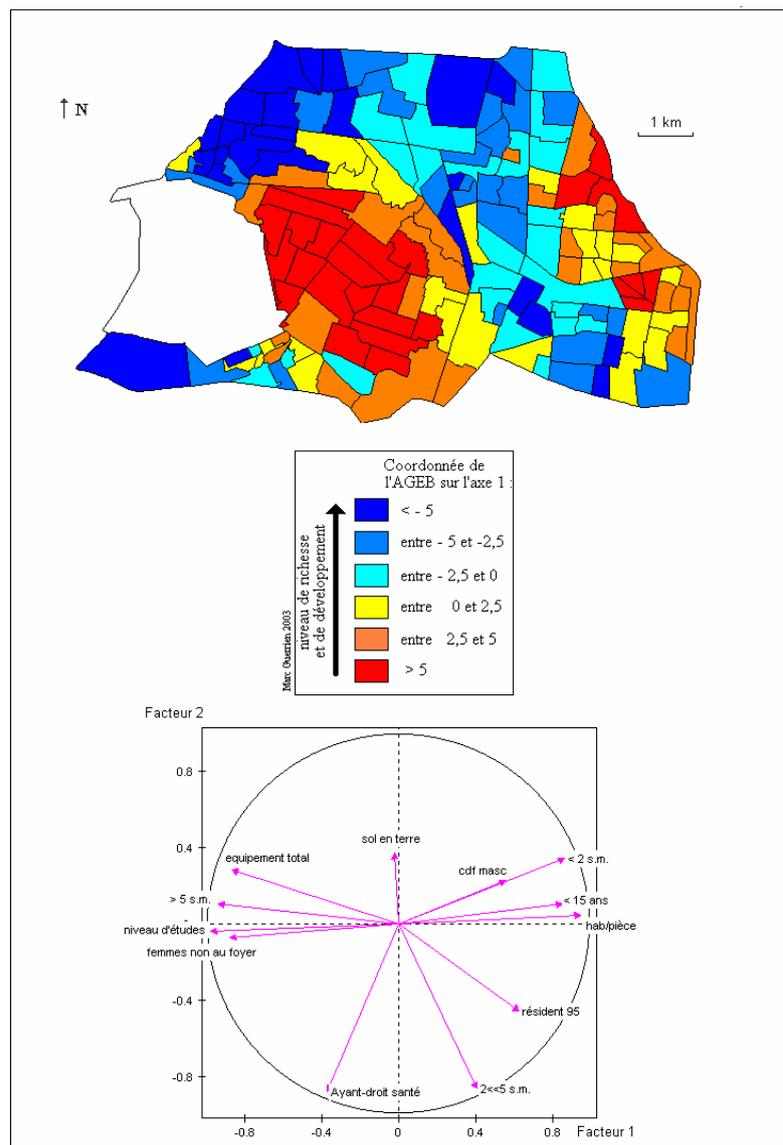 N
1 km
Coordonnée de
l'AGEB sur l'axe 1 :
< - 5
entre - 5 et -2,5
entre - 2,5 et 0
entre 0 et 2,5
entre 2,5 et 5
> 5
niveau de richesse
et de développement
Marc Guerrien 2003
Facteur 2
0.8
0.4
-
-0.4
-0.8
sol en terre
equipement total
cdf masc
< 2 s.m.
> 5 s.m.
< 15 ans
niveau d'études
hab/pièce
femmes non au foyer
résident 95
Ayant-droit santé
2<<5 s.m.
-0.8
-0.4
0
0.4
0.8
Facteur 1